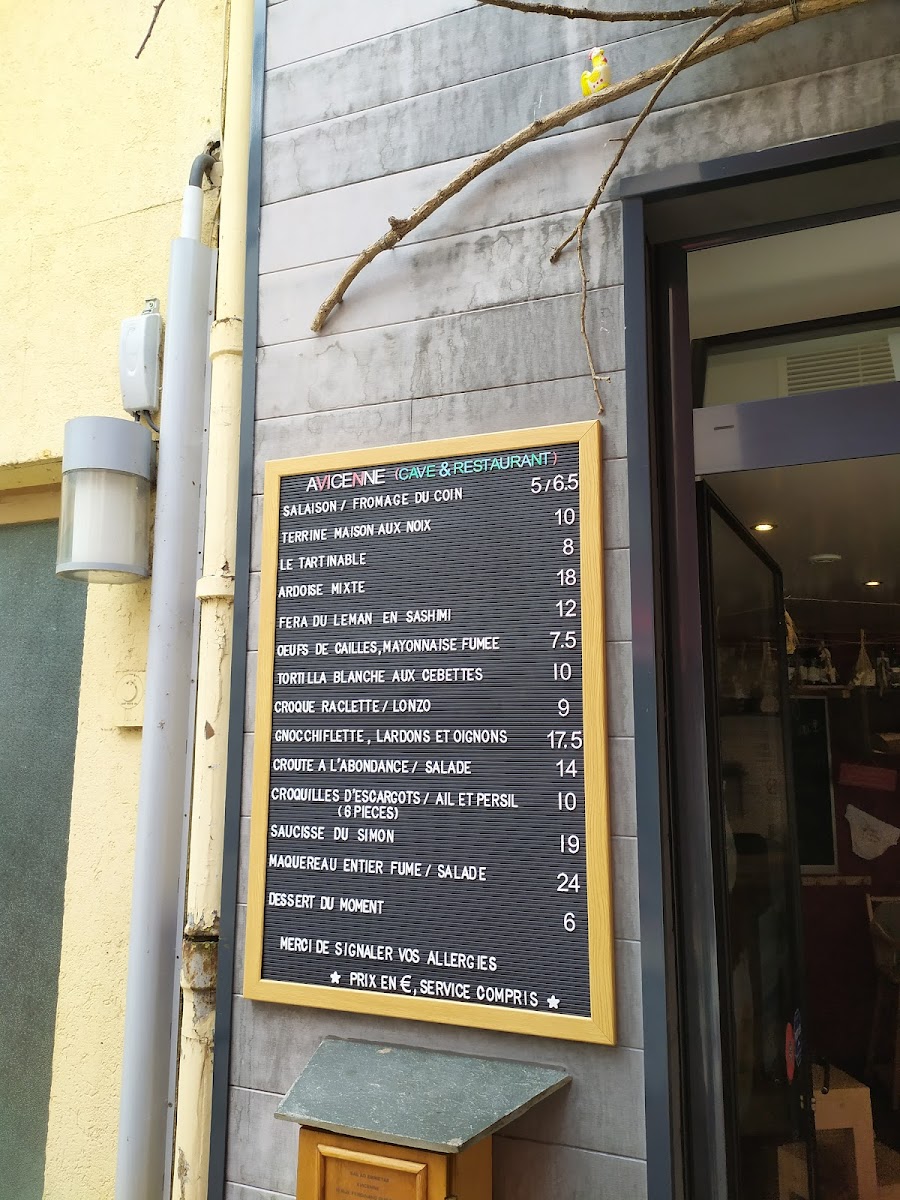 AVICENNE (CAVE & RESTAURANT)
SALAISON / FROMAGE DU COIN 5 / 6.5
TERRINE MAISON AUX NOIX 10
LE TARTINABLE 8
ARDOISE MIXTE 18
FERA DU LEMAN EN SASHIMI 12
ŒUFS DE CAILLES, MAYONNAISE FUMEE 7.5
TORTILLA BLANCHE AUX CEBETTES 10
CROQUE RACLETTE / LONZO 9
GNOCCHIFLETTE, LARDONS ET OIGNONS 17.5
CROUTE A L'ABONDANCE / SALADE 14
CROQUILLES D'ESCARGOTS / AIL ET PERSIL 10
(6 PIECES)
SAUCISSE DU SIMON 19
MAQUEREAU ENTIER FUME / SALADE 24
DESSERT DU MOMENT 6
MERCI DE SIGNALER VOS ALLERGIES
★ PRIX EN €, SERVICE COMPRIS ★